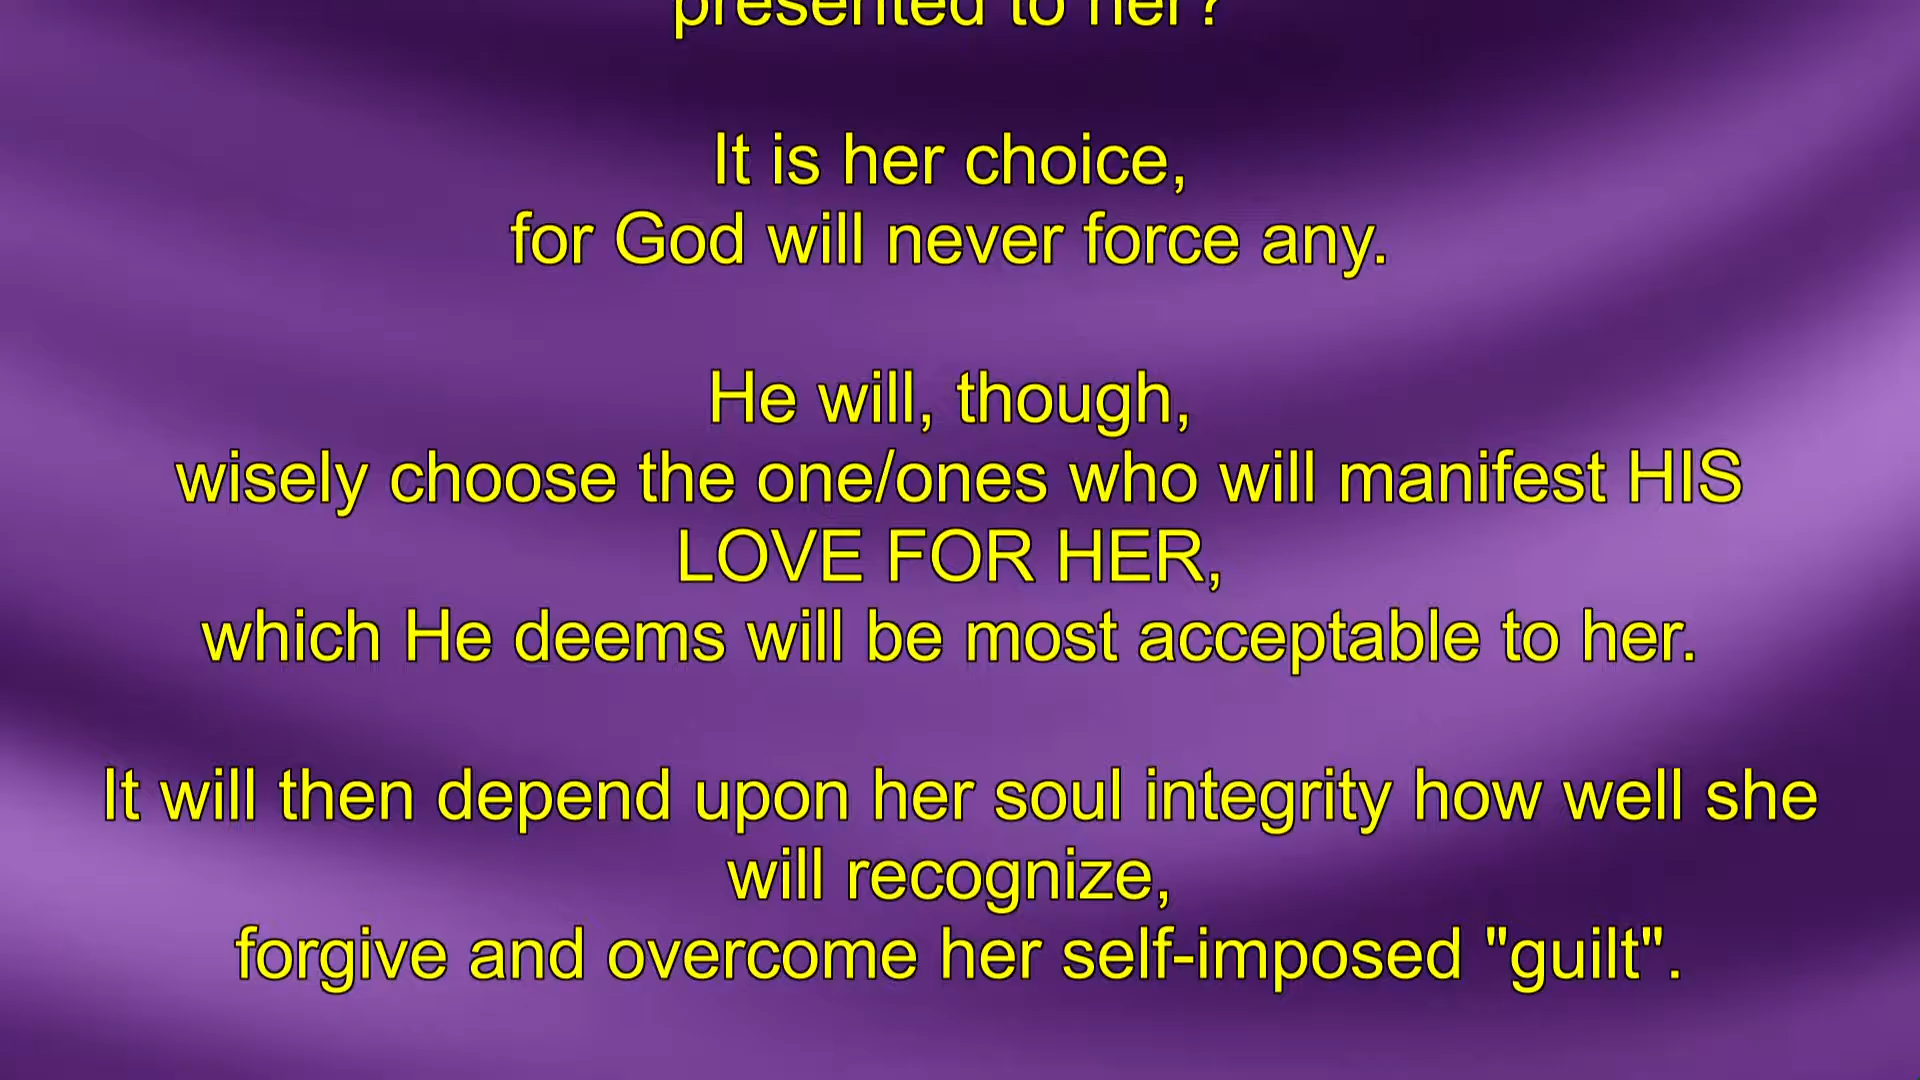 presented to her?
It is her choice,
for God will never force any.
He will, though,
wisely choose the one/ones who will manifest HIS
LOVE FOR HER,
which He deems will be most acceptable to her.
It will then depend upon her soul integrity how well she
will recognize,
forgive and overcome her self-imposed "guilt".